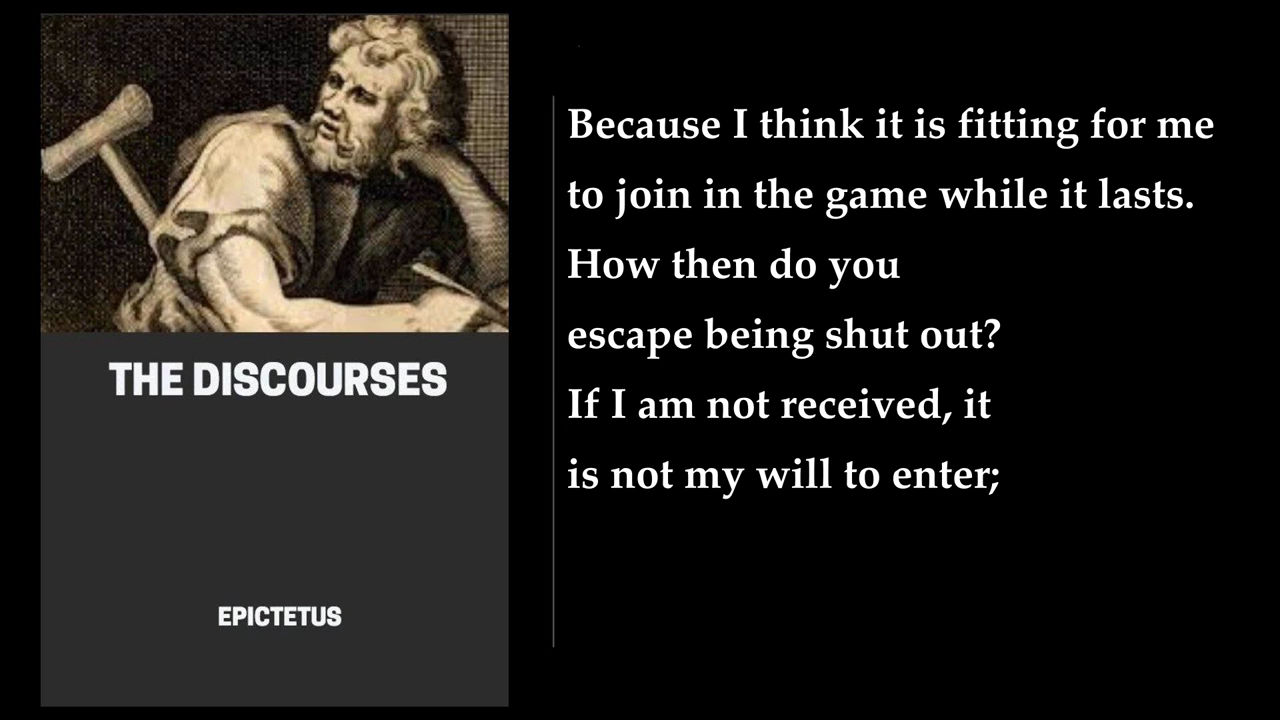 THE DISCOURSES
EPICTETUS
Because I think it is fitting for me
to join in the game while it lasts.
How then do you
escape being shut out?
If I am not received, it
is not my will to enter;